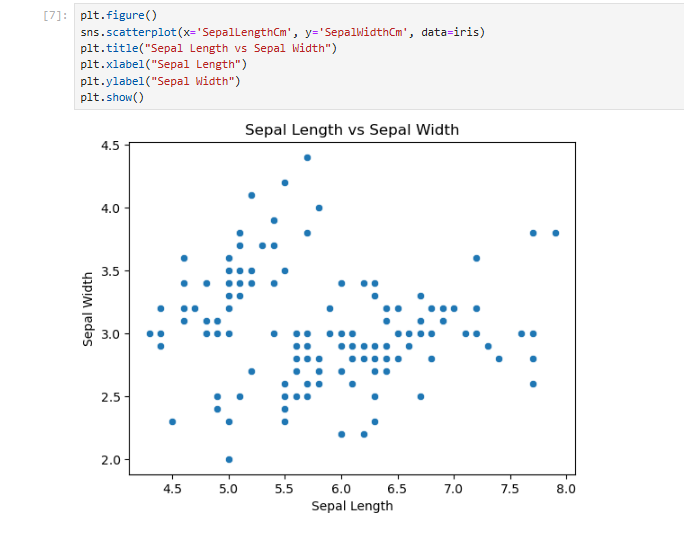 [7]: plt.figure()
sns.scatterplot(x='SepalLengthCm', y='SepalWidthCm', data=iris)
plt.title("Sepal Length vs Sepal Width")
plt.xlabel("Sepal Length")
plt.ylabel("Sepal Width")
plt.show()
Sepal Length vs Sepal Width
4.5
4.0
3.5
3.0
2.5
2.0
Sepal Width
4.5 5.0 5.5 6.0 6.5 7.0 7.5 8.0
Sepal Length